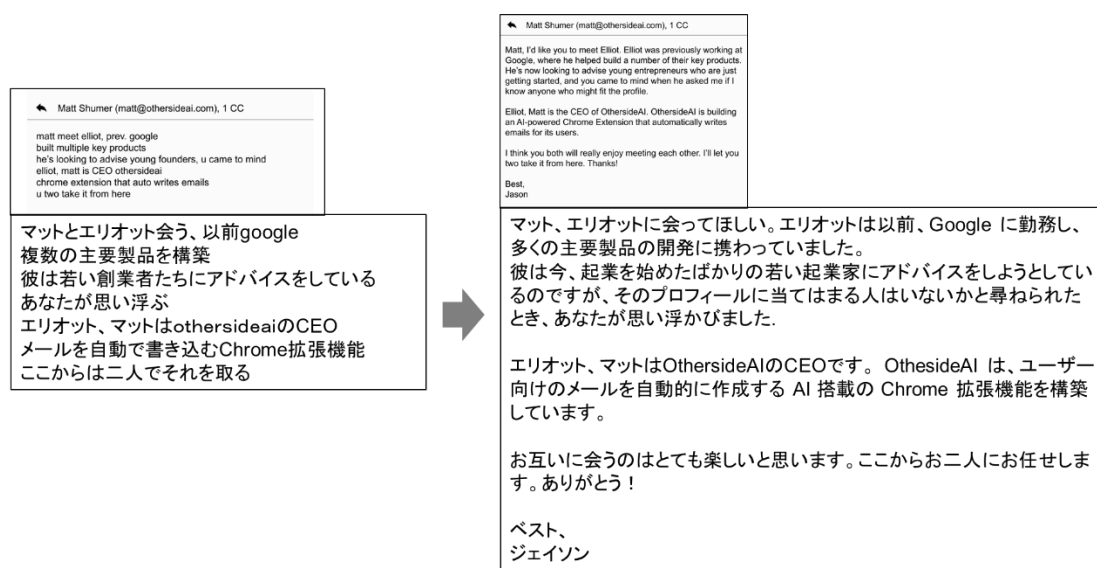 Matt Shumer (matt@othersideai.com), 1 CC
matt meet elliot, prev. google
built multiple key products
he's looking to advise young founders, u came to mind
elliot, matt is CEO othersideai
chrome extension that auto writes emails
u two take it from here
マットとエリオット会う、以前google
複数の主要製品を構築
彼は若い創業者たちにアドバイスをしている
あなたが思い浮ぶ
エリオット、マットはothersideaiのCEO
メールを自動で書き込むChrome拡張機能
ここからは二人でそれを取る
Matt Shumer (matt@othersideai.com), 1 CC
Matt, I'd like you to meet Elliot. Elliot was previously working at
Google, where he helped build a number of their key products.
He's now looking to advise young entrepreneurs who are just
getting started, and you came to mind when he asked me if I
know anyone who might fit the profile.
Elliot, Matt is the CEO of OthersideAI. OthersideAI is building
an AI-powered Chrome Extension that automatically writes
emails for its users.
I think you both will really enjoy meeting each other. I'll let you
two take it from here. Thanks!
Best,
Jason
マット、エリオットに会ってほしい。エリオットは以前、Google に勤務し、
多くの主要製品の開発に携わっていました。
彼は今、起業を始めたばかりの若い起業家にアドバイスをしようとしてい
るのですが、そのプロフィールに当てはまる人はいないかと尋ねられた
とき、あなたが思い浮かびました.
エリオット、マットはOthersideAIのCEOです。 OthesideAI は、ユーザー
向けのメールを自動的に作成する AI 搭載の Chrome 拡張機能を構築
しています。
お互いに会うのはとても楽しいと思います。ここからお二人にお任せしま
す。ありがとう！
ベスト、
ジェイソン